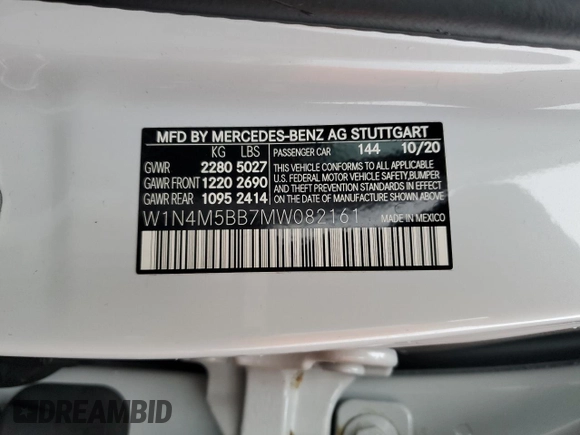 MFD BY MERCEDES-BENZ AG STUTTGART
KG LBS PASSENGER CAR 144 10/20
GVWR 2280 5027
GAWR FRONT 1220 2690
GAWR REAR 1095 2414
THIS VEHICLE CONFORMS TO ALL APPLICABLE
U.S. FEDERAL MOTOR VEHICLE SAFETY, BUMPER
AND THEFT PREVENTION STANDARDS IN EFFECT
ON THE DATE OF MANUFACTURE SHOWN ABOVE.
W1N4M5BB7MW082161 MADE IN MEXICO
DREAMBID